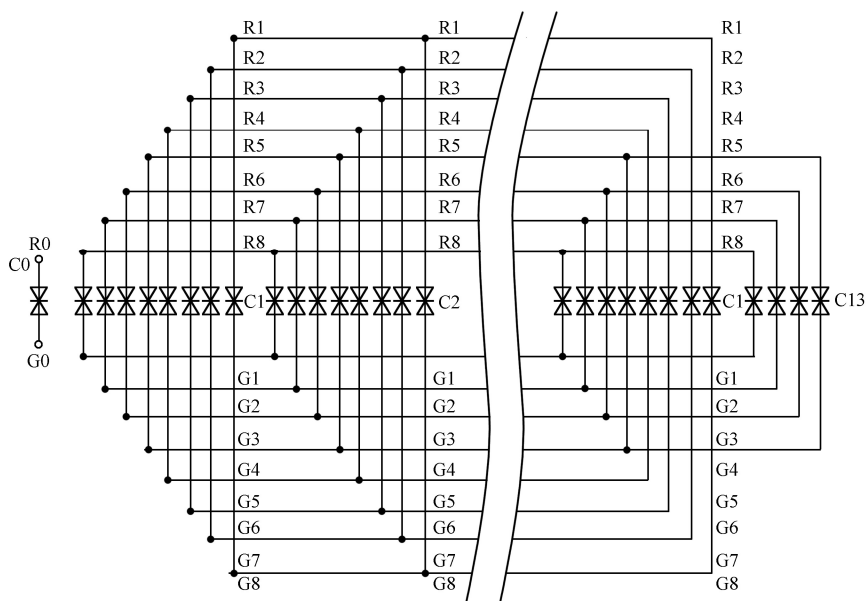 R1 R1 R1
R2 R2 R2
R3 R3 R3
R4 R4 R4
R5 R5 R5
R6 R6 R6
R7 R7 R7
R0 R8 R8 R8
C0
C1 C2 C1 C13
G0
G1 G1 G1
G2 G2 G2
G3 G3 G3
G4 G4 G4
G5 G5 G5
G6 G6 G6
G7 G7 G7
G8 G8 G8